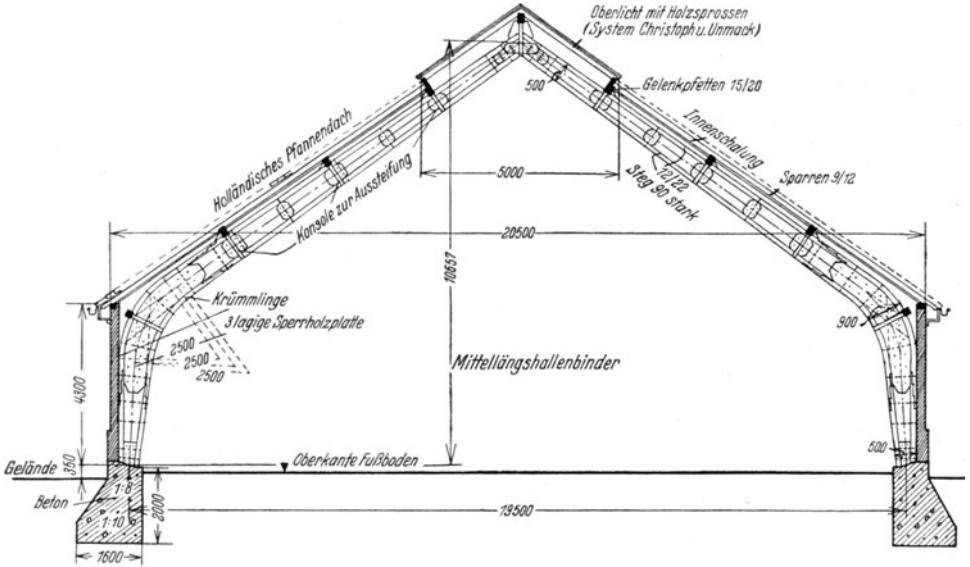 Oberlicht mit Holzsprossen
(System Christoph u. Unmack)
500
Gelenkpfetten 15/20
Holländisches Pfannendach
Innenschalung
5000
12/22
Steg 90 stark
Sparren 9/12
Konsole zur Aussteifung
20500
10657
Krümmlinge
3 lagige Sperrholzplatte
900
2500
2500
2500
4300
Mittellängshallenbinder
500
Oberkante Fußboden
Gelände
350
1:8
Beton
2000
1:10
19500
1600